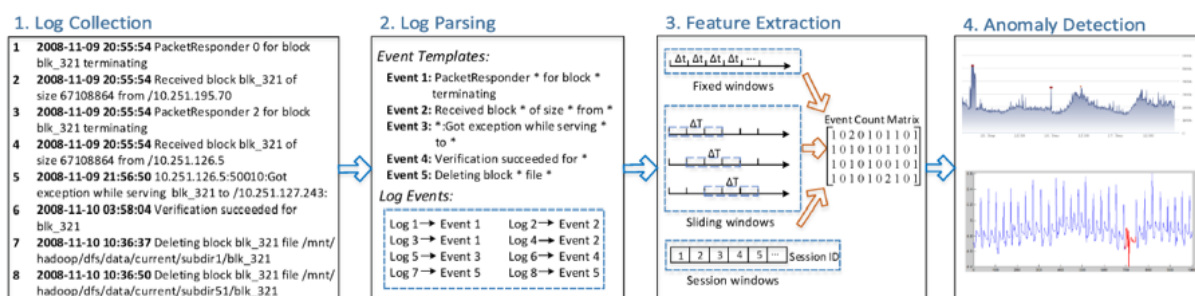 1. Log Collection
1 2008-11-09 20:55:54 PacketResponder 0 for block
blk_321 terminating
2 2008-11-09 20:55:54 Received block blk_321 of
size 67108864 from /10.251.195.70
3 2008-11-09 20:55:54 PacketResponder 2 for block
blk_321 terminating
4 2008-11-09 20:55:54 Received block blk_321 of
size 67108864 from /10.251.126.5
5 2008-11-09 21:56:50 10.251.126.5:50010:Got
exception while serving blk_321 to /10.251.127.243:
6 2008-11-10 03:58:04 Verification succeeded for
blk_321
7 2008-11-10 10:36:37 Deleting block blk_321 file /mnt/
hadoop/dfs/data/current/subdir1/blk_321
8 2008-11-10 10:36:50 Deleting block blk_321 file /mnt/
hadoop/dfs/data/current/subdir51/blk_321
2. Log Parsing
Event Templates:
Event 1: PacketResponder * for block *
terminating
Event 2: Received block * of size * from *
Event 3: *:Got exception while serving *
to *
Event 4: Verification succeeded for *
Event 5: Deleting block * file *
Log Events:
Log 1 → Event 1 Log 2 → Event 2
Log 3 → Event 1 Log 4 → Event 2
Log 5 → Event 3 Log 6 → Event 4
Log 7 → Event 5 Log 8 → Event 5
3. Feature Extraction
Δt Δt Δt Δt ...
Fixed windows
ΔT
ΔT
ΔT
Sliding windows
1 2 3 4 5 ... Session ID
Session windows
Event Count Matrix
1 0 2 0 1 0 1 1 0 1
1 0 1 0 1 1 0 1 0 1
1 0 1 0 1 0 0 1 0 1
1 0 1 0 1 0 2 1 0 1
4. Anomaly Detection